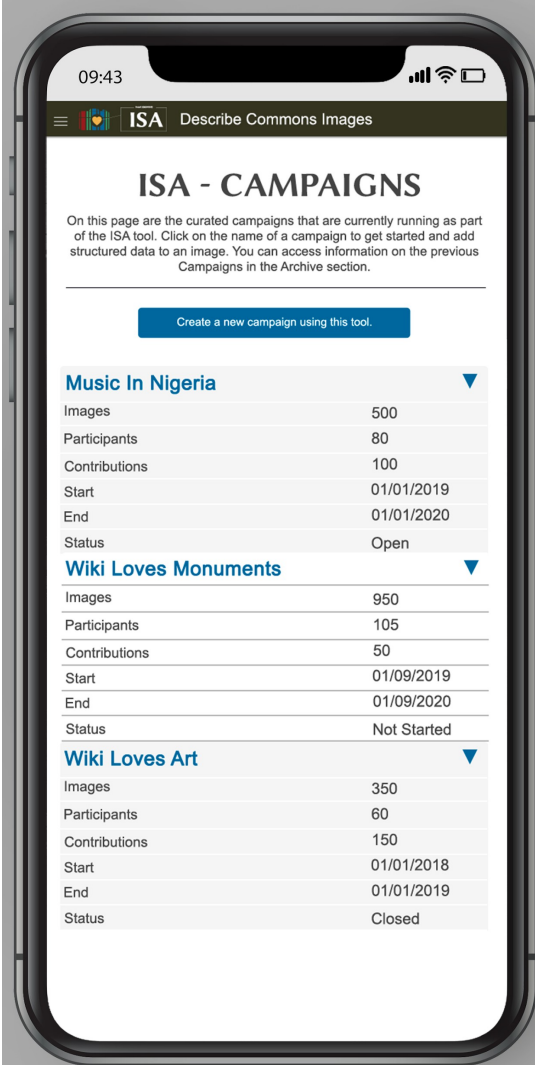 09:43
ISA Describe Commons Images
ISA - CAMPAIGNS
On this page are the curated campaigns that are currently running as part
of the ISA tool. Click on the name of a campaign to get started and add
structured data to an image. You can access information on the previous
Campaigns in the Archive section.
Create a new campaign using this tool.
Music In Nigeria
Images 500
Participants 80
Contributions 100
Start 01/01/2019
End 01/01/2020
Status Open
Wiki Loves Monuments
Images 950
Participants 105
Contributions 50
Start 01/09/2019
End 01/09/2020
Status Not Started
Wiki Loves Art
Images 350
Participants 60
Contributions 150
Start 01/01/2018
End 01/01/2019
Status Closed